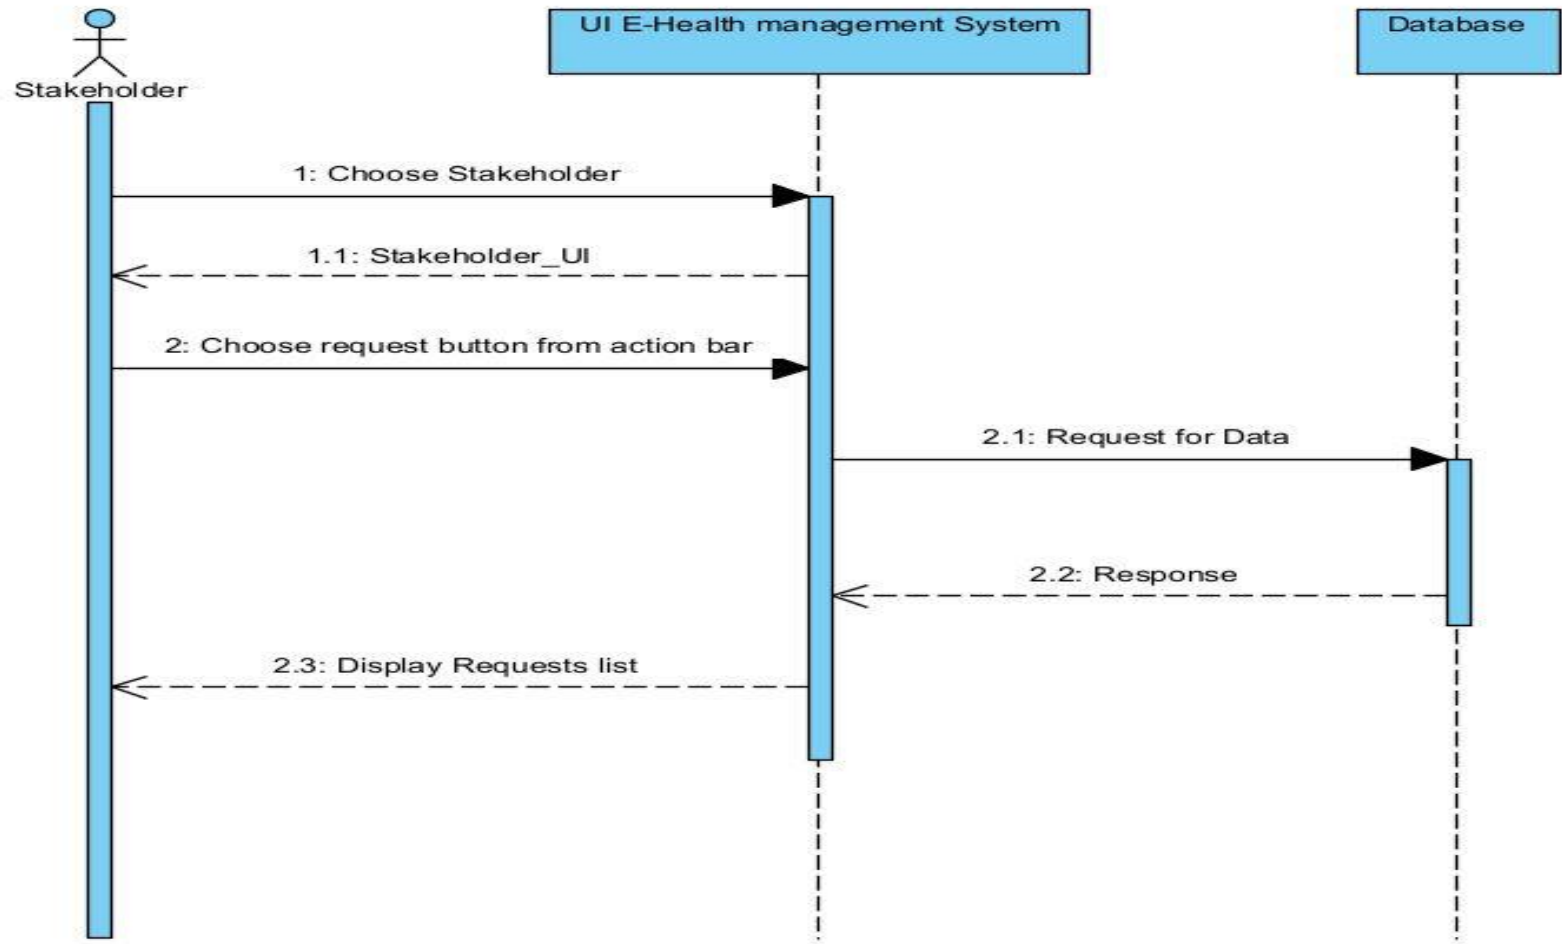 UI E-Health management System
Database
Stakeholder
1: Choose Stakeholder
1.1: Stakeholder_UI
2: Choose request button from action bar
2.1: Request for Data
2.2: Response
2.3: Display Requests list